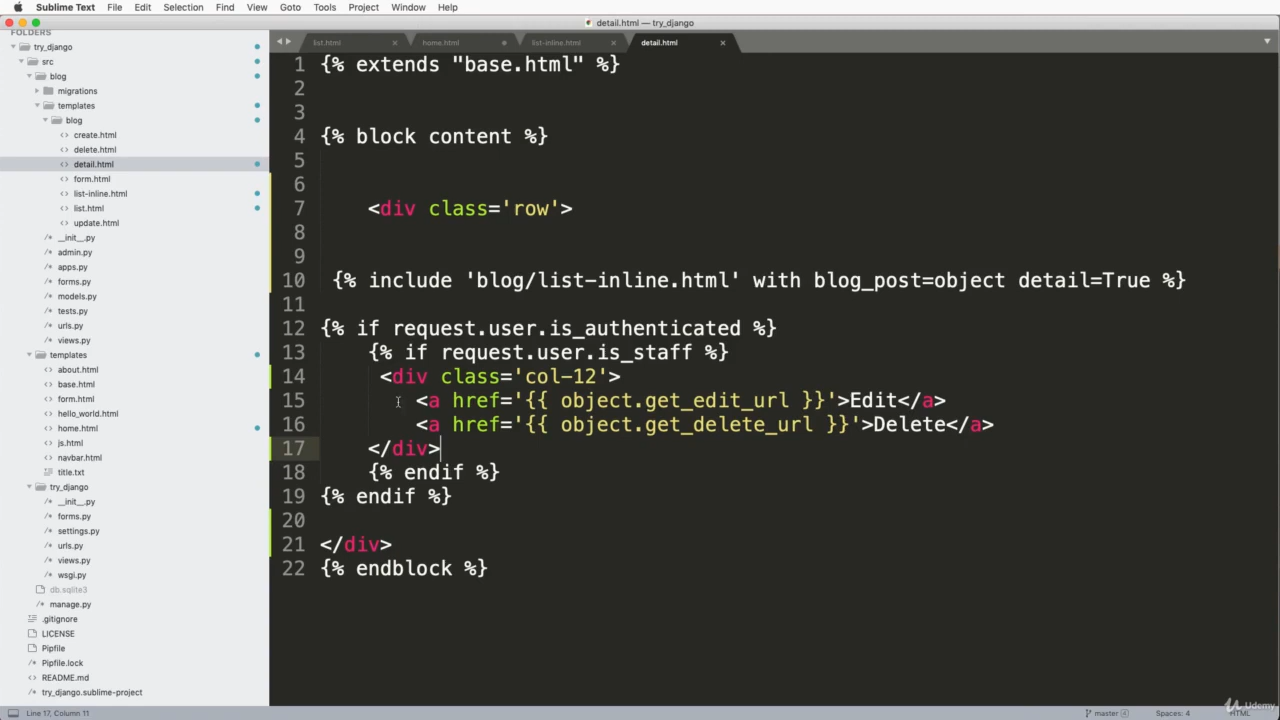 Sublime Text File Edit Selection Find View Goto Tools Project Window Help
detail.html — try_django
FOLDERS
try_django
src
blog
migrations
templates
blog
create.html
delete.html
detail.html
form.html
list-inline.html
list.html
update.html
__init__.py
admin.py
apps.py
forms.py
models.py
tests.py
urls.py
views.py
templates
about.html
base.html
form.html
hello_world.html
home.html
js.html
navbar.html
title.txt
try_django
__init__.py
forms.py
settings.py
urls.py
views.py
wsgi.py
db.sqlite3
manage.py
.gitignore
LICENSE
Pipfile
Pipfile.lock
README.md
try_django.sublime-project
list.html home.html list-inline.html detail.html
1 {% extends "base.html" %}
2
3
4 {% block content %}
5
6
7 <div class='row'>
8
9
10 {% include 'blog/list-inline.html' with blog_post=object detail=True %}
11
12 {% if request.user.is_authenticated %}
13 {% if request.user.is_staff %}
14 <div class='col-12'>
15 <a href='{{ object.get_edit_url }}'>Edit</a>
16 <a href='{{ object.get_delete_url }}'>Delete</a>
17 </div>
18 {% endif %}
19 {% endif %}
20
21 </div>
22 {% endblock %}
Line 17, Column 11 master 4 Spaces: 4 HTML
Udemy